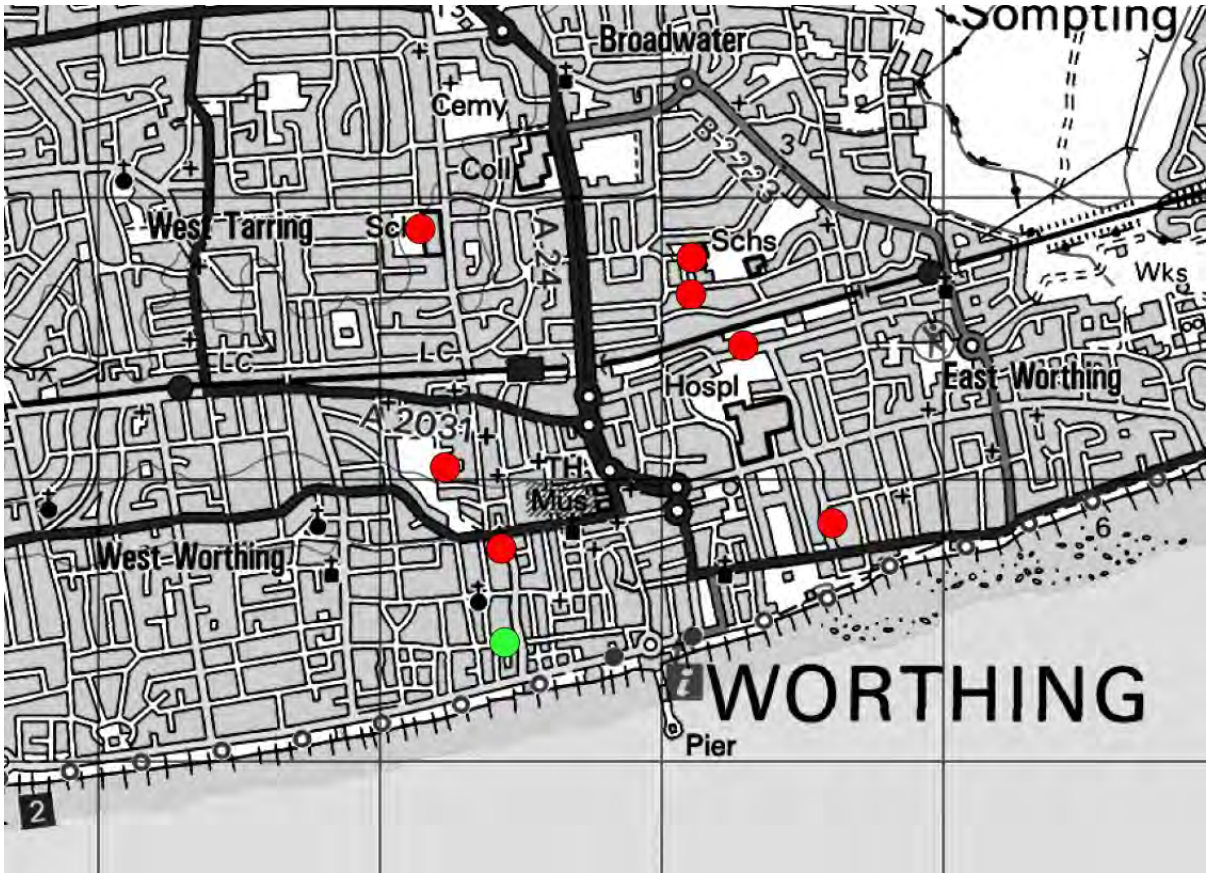 Sompting
Broadwater
Cemy
3
B 2223
Coll
West Tarring
Sch
A 24
Schs
Wks
LC
LC
Hospl
East Worthing
A 2031
TH
Mus
6
West Worthing
i
WORTHING
Pier
2